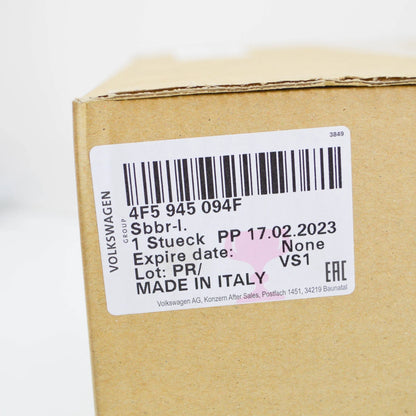 3849
VOLKSWAGEN
GROUP
4F5 945 094F
Sbbr-l.
1 Stueck PP 17.02.2023
Expire date: None
Lot: PR/ VS1
MADE IN ITALY
EAC
Volkswagen AG, Konzern After Sales, Postfach 1451, 34219 Baunatal